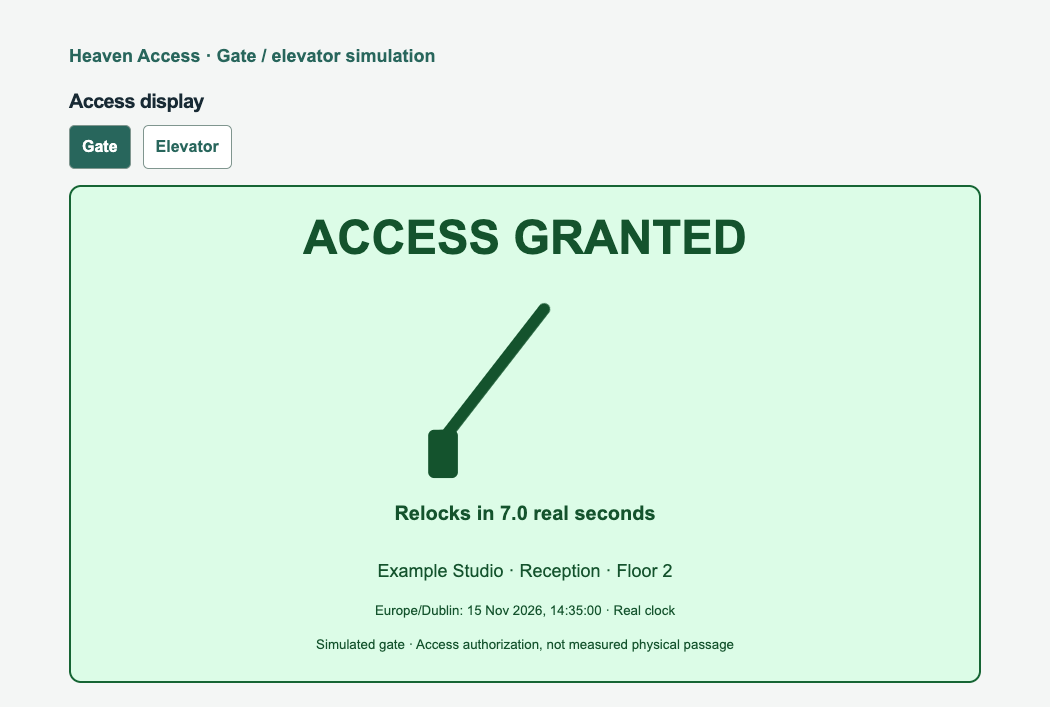 Heaven Access · Gate / elevator simulation
Access display
Gate
Elevator
ACCESS GRANTED
Relocks in 7.0 real seconds
Example Studio · Reception · Floor 2
Europe/Dublin: 15 Nov 2026, 14:35:00 · Real clock
Simulated gate · Access authorization, not measured physical passage